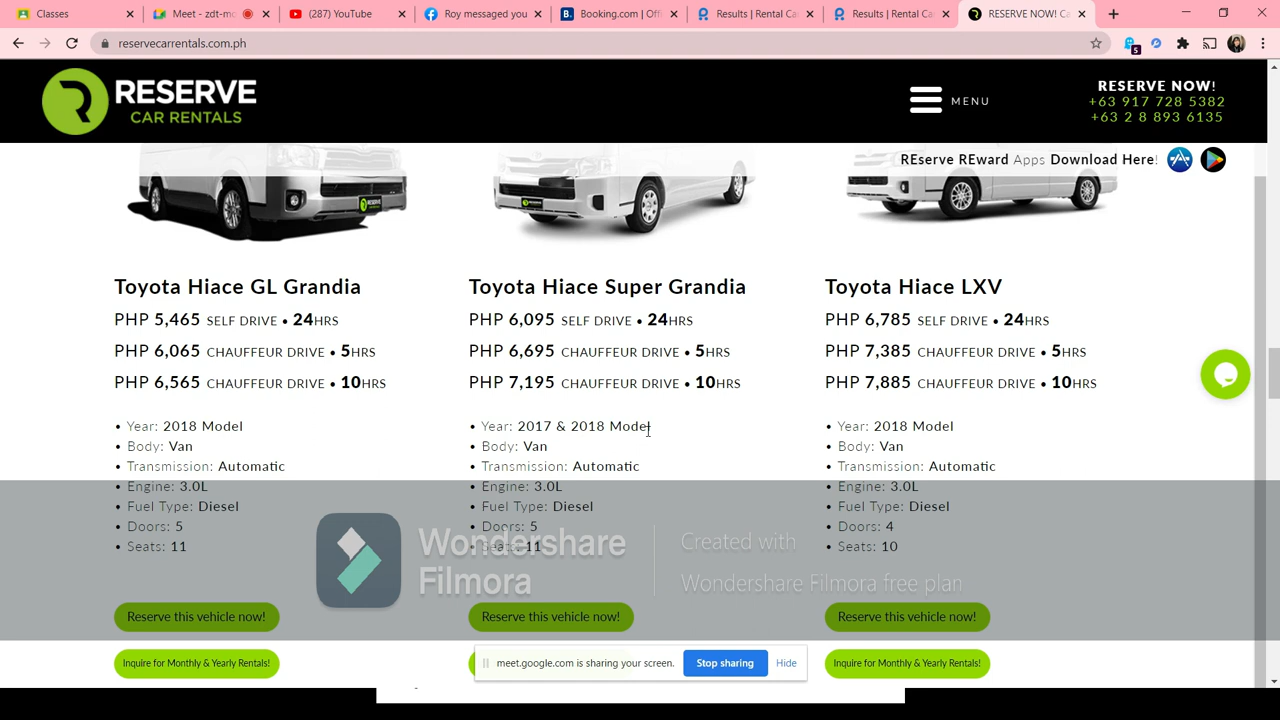 Classes
Meet - zdt-mc
(287) YouTube
Roy messaged you
Booking.com | Offi
Results | Rental Ca
Results | Rental Ca
RESERVE NOW! Ca
reservecarrentals.com.ph
5
RESERVE
CAR RENTALS
MENU
RESERVE NOW!
+63 917 728 5382
+63 2 8 893 6135
REserve REward Apps Download Here!
Toyota Hiace GL Grandia
PHP 5,465 SELF DRIVE • 24HRS
PHP 6,065 CHAUFFEUR DRIVE • 5HRS
PHP 6,565 CHAUFFEUR DRIVE • 10HRS
• Year: 2018 Model
• Body: Van
• Transmission: Automatic
• Engine: 3.0L
• Fuel Type: Diesel
• Doors: 5
• Seats: 11
Reserve this vehicle now!
Inquire for Monthly & Yearly Rentals!
Toyota Hiace Super Grandia
PHP 6,095 SELF DRIVE • 24HRS
PHP 6,695 CHAUFFEUR DRIVE • 5HRS
PHP 7,195 CHAUFFEUR DRIVE • 10HRS
• Year: 2017 & 2018 Model
• Body: Van
• Transmission: Automatic
• Engine: 3.0L
• Fuel Type: Diesel
• Doors: 5
• Seats: 11
Reserve this vehicle now!
Toyota Hiace LXV
PHP 6,785 SELF DRIVE • 24HRS
PHP 7,385 CHAUFFEUR DRIVE • 5HRS
PHP 7,885 CHAUFFEUR DRIVE • 10HRS
• Year: 2018 Model
• Body: Van
• Transmission: Automatic
• Engine: 3.0L
• Fuel Type: Diesel
• Doors: 4
• Seats: 10
Reserve this vehicle now!
Inquire for Monthly & Yearly Rentals!
Wondershare
Filmora
Created with
Wondershare Filmora free plan
meet.google.com is sharing your screen.
Stop sharing
Hide